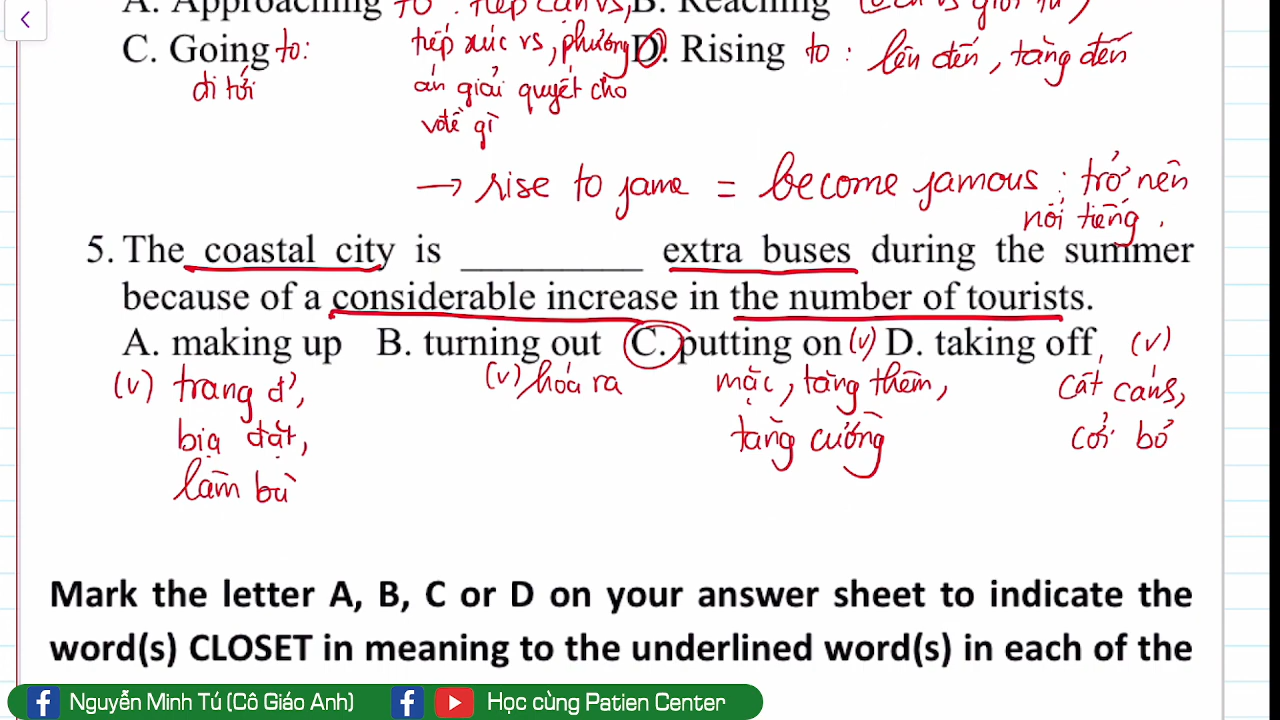 A. Approaching to: tiếp cận vs, B. Reaching
C. Going to: tiếp xúc vs, phương D. Rising to: lên đến, tăng đến
đi tới án giải quyết cho
vđề gì
→ rise to fame = become famous: trở nên
nổi tiếng.
5. The coastal city is _________ extra buses during the summer
because of a considerable increase in the number of tourists.
A. making up B. turning out C. putting on (v) D. taking off (v)
(v) trang đ', (v) hóa ra mặc, tăng thêm, cất cánh,
bịa đặt, tăng cường cởi bỏ
làm bù
Mark the letter A, B, C or D on your answer sheet to indicate the
word(s) CLOSET in meaning to the underlined word(s) in each of the
Nguyễn Minh Tú (Cô Giáo Anh) Học cùng Patien Center